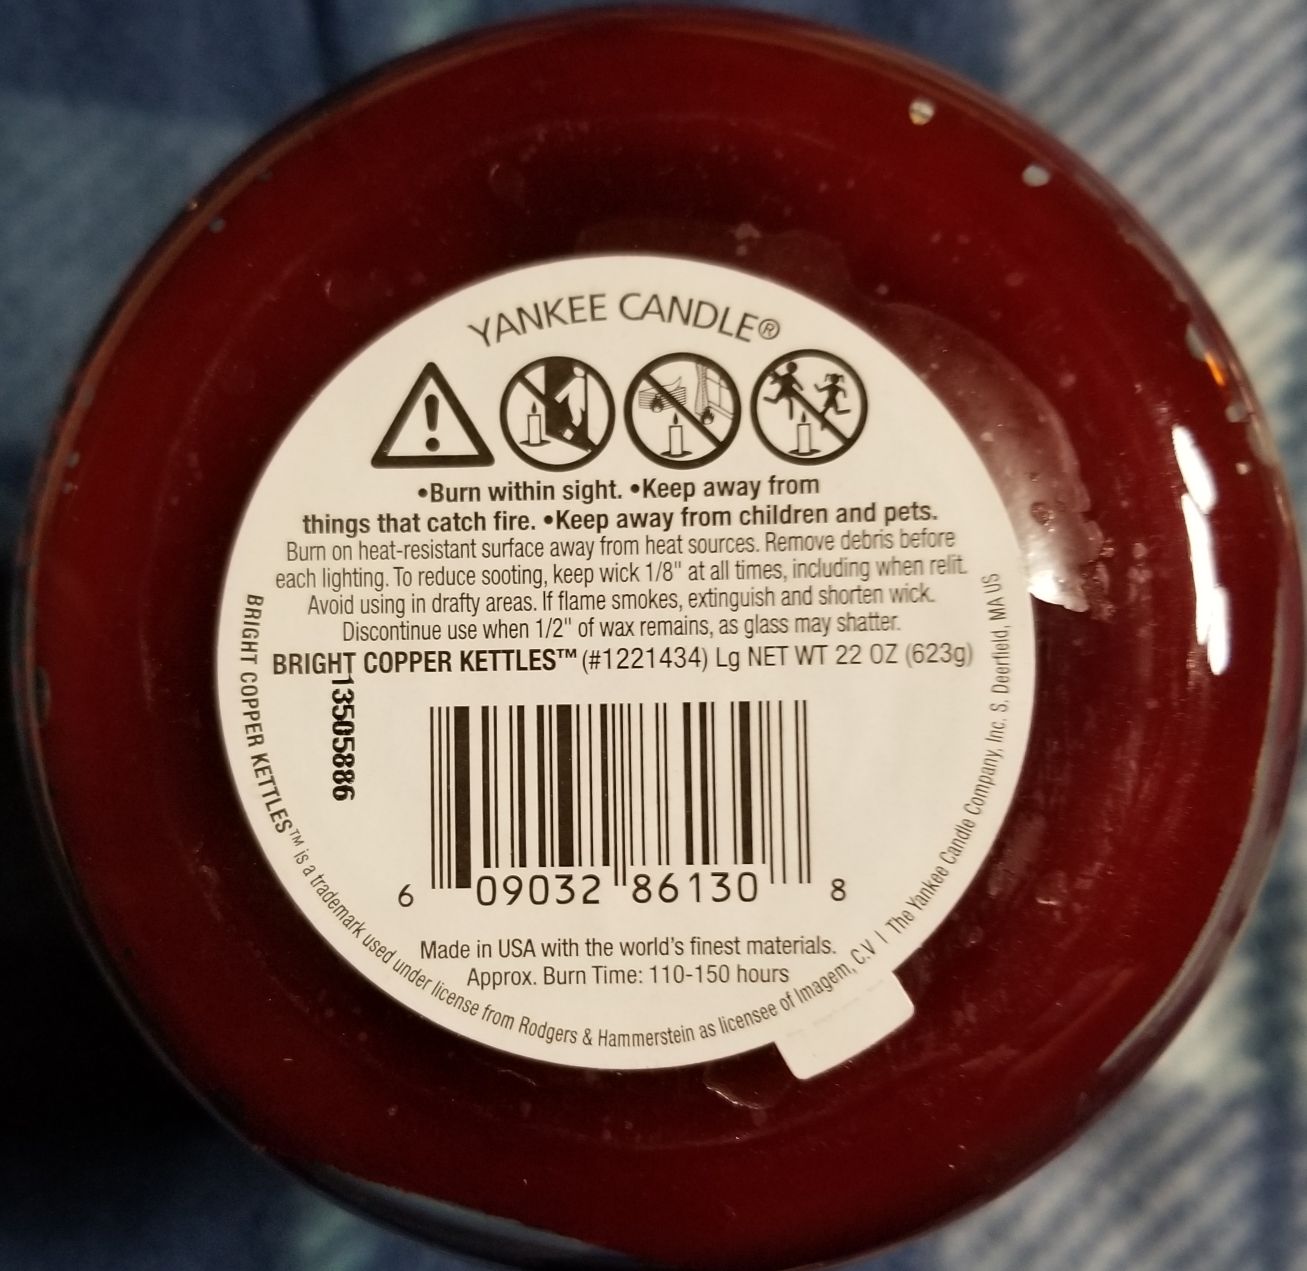 YANKEE CANDLE®
•Burn within sight. •Keep away from
things that catch fire. •Keep away from children and pets.
Burn on heat-resistant surface away from heat sources. Remove debris before
each lighting. To reduce sooting, keep wick 1/8" at all times, including when relit.
Avoid using in drafty areas. If flame smokes, extinguish and shorten wick.
Discontinue use when 1/2" of wax remains, as glass may shatter.
BRIGHT COPPER KETTLES™ (#1221434) Lg NET WT 22 OZ (623g)
13505886
6 09032 86130 8
Made in USA with the world's finest materials.
Approx. Burn Time: 110-150 hours
BRIGHT COPPER KETTLES™ is a trademark used under license from Rodgers & Hammerstein as licensee of Imagem, C.V | The Yankee Candle Company, Inc. S. Deerfield, MA US